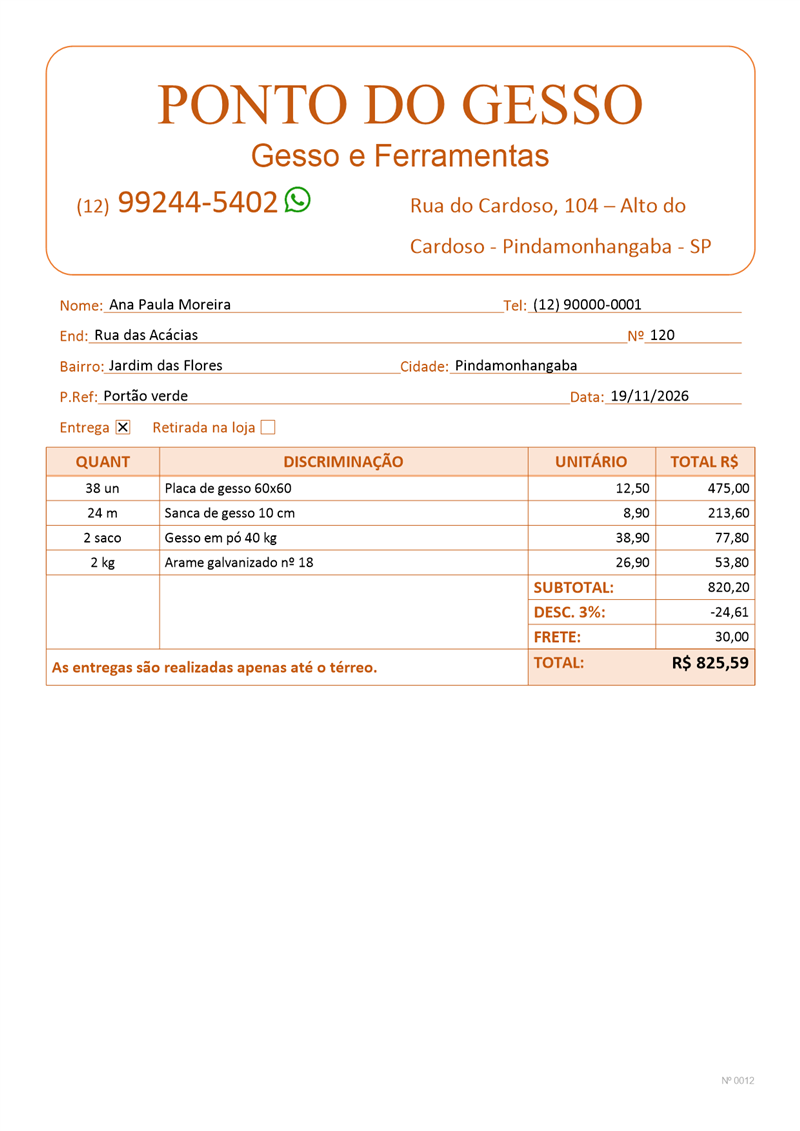 PONTO DO GESSO
Gesso e Ferramentas
(12) 99244-5402
Rua do Cardoso, 104 – Alto do
Cardoso - Pindamonhangaba - SP
Nome: Ana Paula Moreira Tel: (12) 90000-0001
End: Rua das Acácias Nº 120
Bairro: Jardim das Flores Cidade: Pindamonhangaba
P.Ref: Portão verde Data: 19/11/2026
Entrega ☒ Retirada na loja ☐
QUANT DISCRIMINAÇÃO UNITÁRIO TOTAL R$
38 un Placa de gesso 60x60 12,50 475,00
24 m Sanca de gesso 10 cm 8,90 213,60
2 saco Gesso em pó 40 kg 38,90 77,80
2 kg Arame galvanizado nº 18 26,90 53,80
SUBTOTAL: 820,20
DESC. 3%: -24,61
FRETE: 30,00
As entregas são realizadas apenas até o térreo. TOTAL: R$ 825,59
Nº 0012